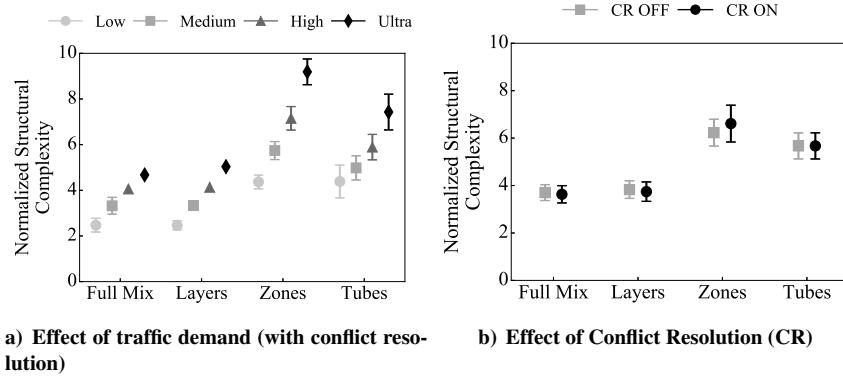 Low Medium High Ultra
10
8
6
4
2
0
Normalized Structural
Complexity
Full Mix Layers Zones Tubes
a) Effect of traffic demand (with conflict reso-
lution)
CR OFF CR ON
10
8
6
4
2
0
Normalized Structural
Complexity
Full Mix Layers Zones Tubes
b) Effect of Conflict Resolution (CR)